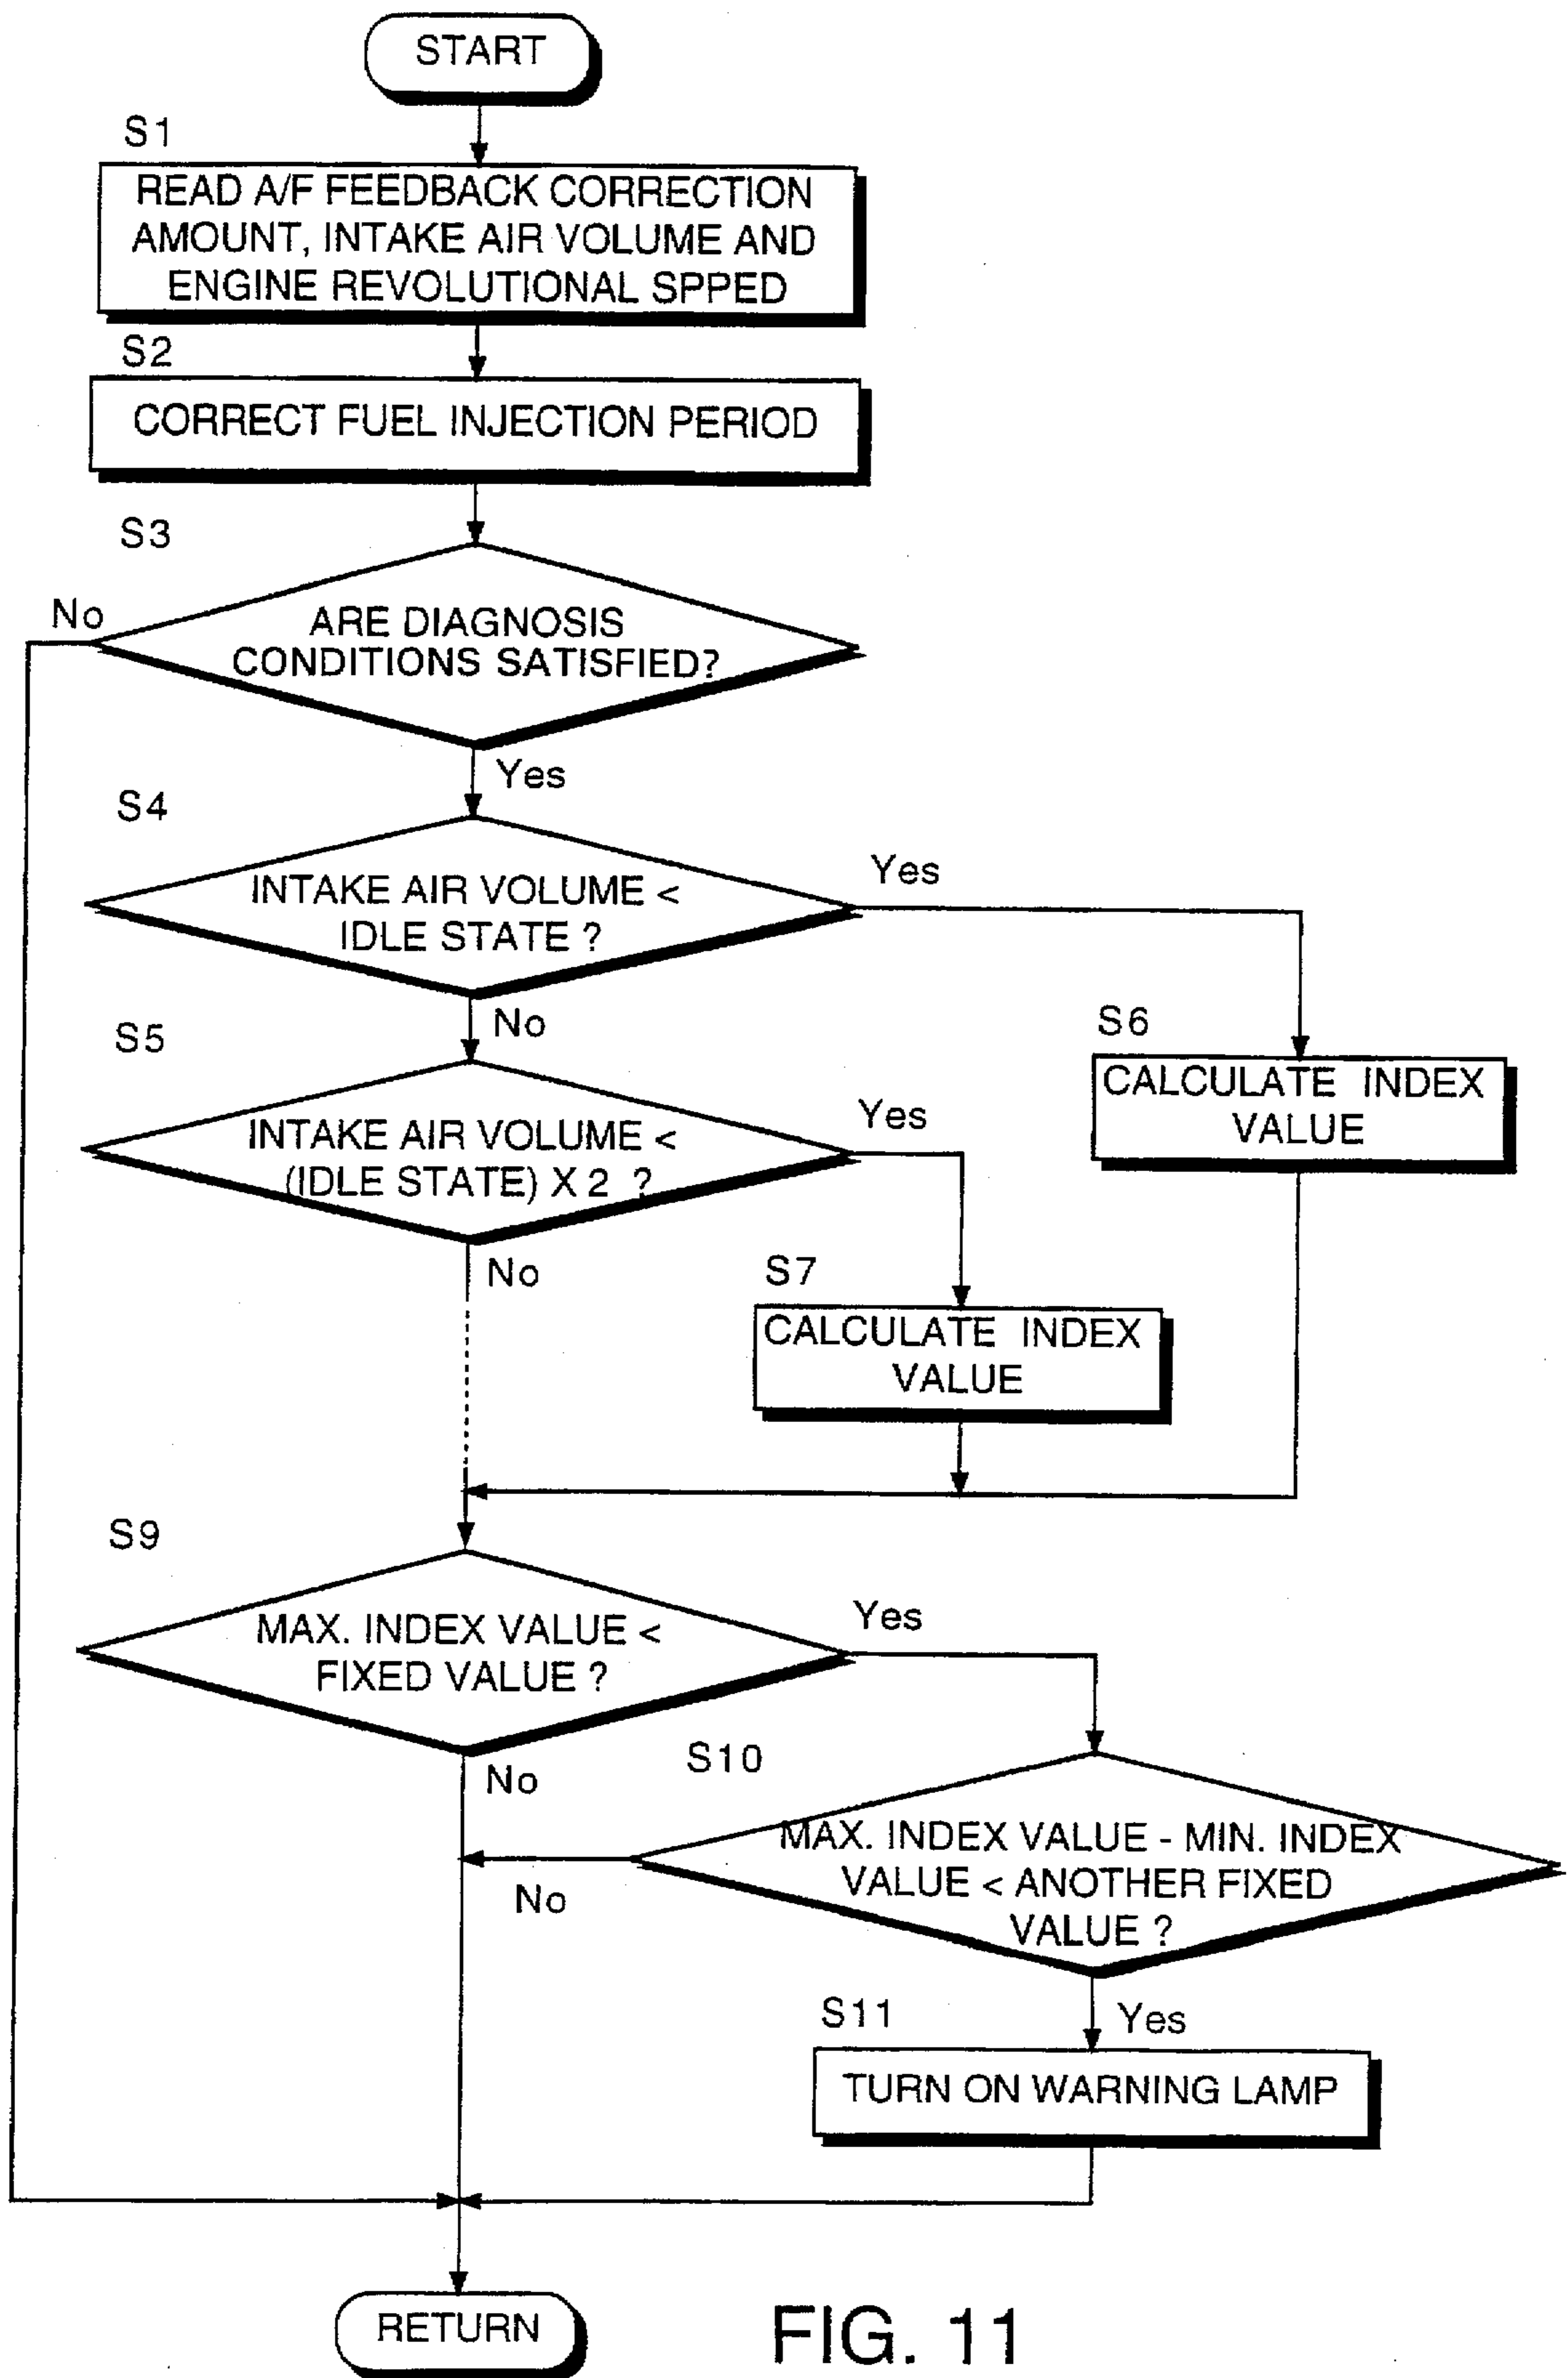 START
S1
READ A/F FEEDBACK CORRECTION
AMOUNT, INTAKE AIR VOLUME AND
ENGINE REVOLUTIONAL SPPED
S2
CORRECT FUEL INJECTION PERIOD
S3
No
ARE DIAGNOSIS
CONDITIONS SATISFIED?
Yes
S4
INTAKE AIR VOLUME <
IDLE STATE ?
Yes
No
S5
INTAKE AIR VOLUME <
(IDLE STATE) X 2 ?
Yes
S6
CALCULATE INDEX
VALUE
No
S7
CALCULATE INDEX
VALUE
S9
MAX. INDEX VALUE <
FIXED VALUE ?
Yes
No
S10
MAX. INDEX VALUE - MIN. INDEX
VALUE < ANOTHER FIXED
VALUE ?
No
Yes
S11
TURN ON WARNING LAMP
RETURN
FIG. 11